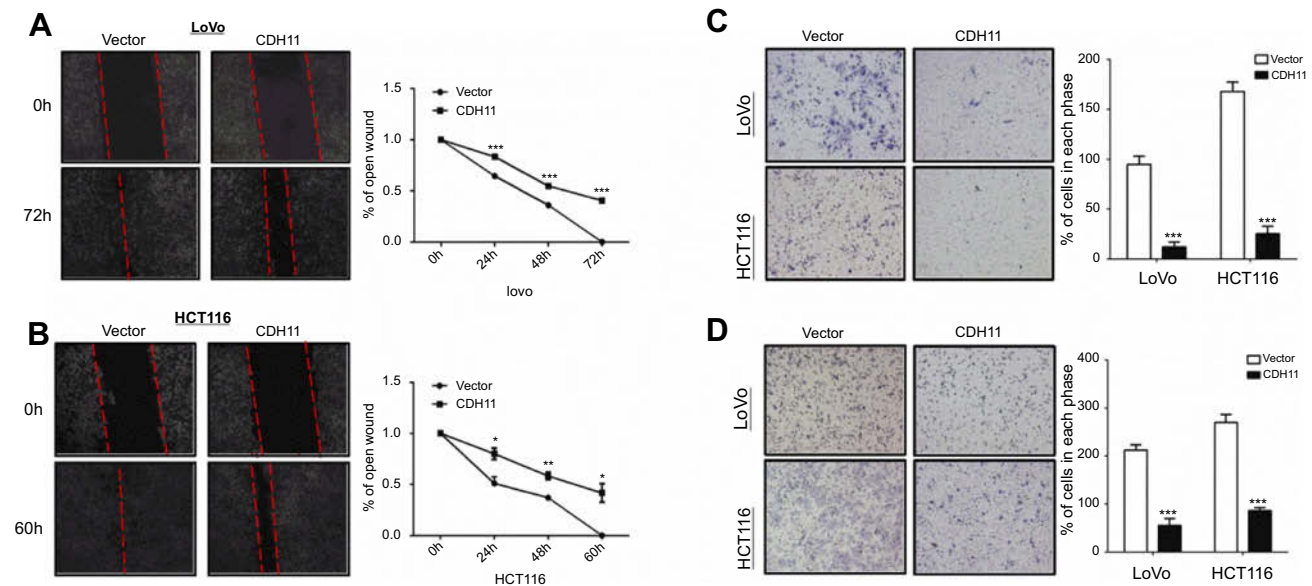 A
LoVo
Vector
CDH11
0h
72h
% of open wound
1.5
1.0
0.5
0.0
Vector
CDH11
***
***
***
0h
24h
48h
72h
lovo
B
HCT116
Vector
CDH11
0h
60h
% of open wound
1.5
1.0
0.5
0.0
Vector
CDH11
*
**
*
0h
24h
48h
60h
HCT116
C
Vector
CDH11
LoVo
HCT116
% of cells in each phase
200
150
100
50
0
Vector
CDH11
***
***
LoVo
HCT116
D
Vector
CDH11
LoVo
HCT116
% of cells in each phase
400
300
200
100
0
Vector
CDH11
***
***
LoVo
HCT116